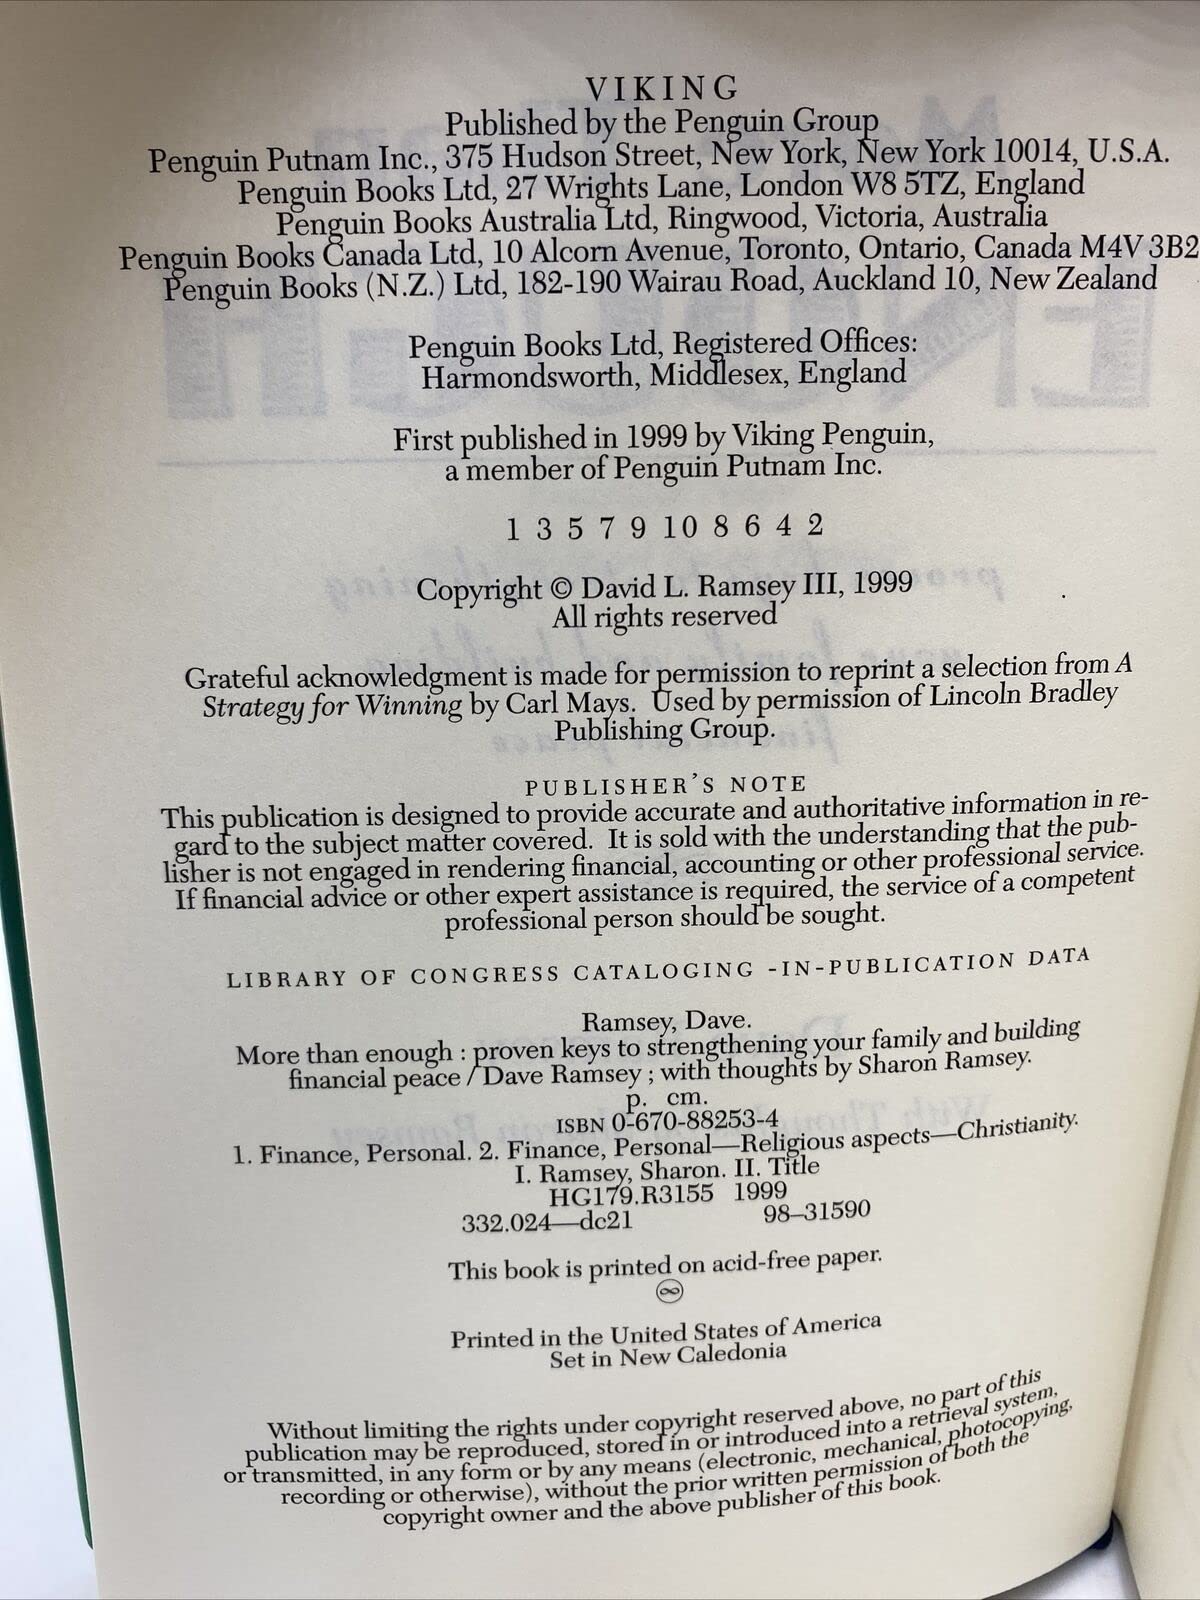 VIKING
Published by the Penguin Group
Penguin Putnam Inc., 375 Hudson Street, New York, New York 10014, U.S.A.
Penguin Books Ltd, 27 Wrights Lane, London W8 5TZ, England
Penguin Books Australia Ltd, Ringwood, Victoria, Australia
Penguin Books Canada Ltd, 10 Alcorn Avenue, Toronto, Ontario, Canada M4V 3B2
Penguin Books (N.Z.) Ltd, 182-190 Wairau Road, Auckland 10, New Zealand
Penguin Books Ltd, Registered Offices:
Harmondsworth, Middlesex, England
First published in 1999 by Viking Penguin,
a member of Penguin Putnam Inc.
1 3 5 7 9 10 8 6 4 2
Copyright © David L. Ramsey III, 1999
All rights reserved
Grateful acknowledgment is made for permission to reprint a selection from A
Strategy for Winning by Carl Mays. Used by permission of Lincoln Bradley
Publishing Group.
PUBLISHER'S NOTE
This publication is designed to provide accurate and authoritative information in re-
gard to the subject matter covered. It is sold with the understanding that the pub-
lisher is not engaged in rendering financial, accounting or other professional service.
If financial advice or other expert assistance is required, the service of a competent
professional person should be sought.
LIBRARY OF CONGRESS CATALOGING -IN-PUBLICATION DATA
Ramsey, Dave.
More than enough : proven keys to strengthening your family and building
financial peace / Dave Ramsey ; with thoughts by Sharon Ramsey.
p. cm.
ISBN 0-670-88253-4
1. Finance, Personal. 2. Finance, Personal—Religious aspects—Christianity.
I. Ramsey, Sharon. II. Title
HG179.R3155 1999
332.024—dc21 98–31590
This book is printed on acid-free paper.
∞
Printed in the United States of America
Set in New Caledonia
Without limiting the rights under copyright reserved above, no part of this
publication may be reproduced, stored in or introduced into a retrieval system,
or transmitted, in any form or by any means (electronic, mechanical, photocopying,
recording or otherwise), without the prior written permission of both the
copyright owner and the above publisher of this book.